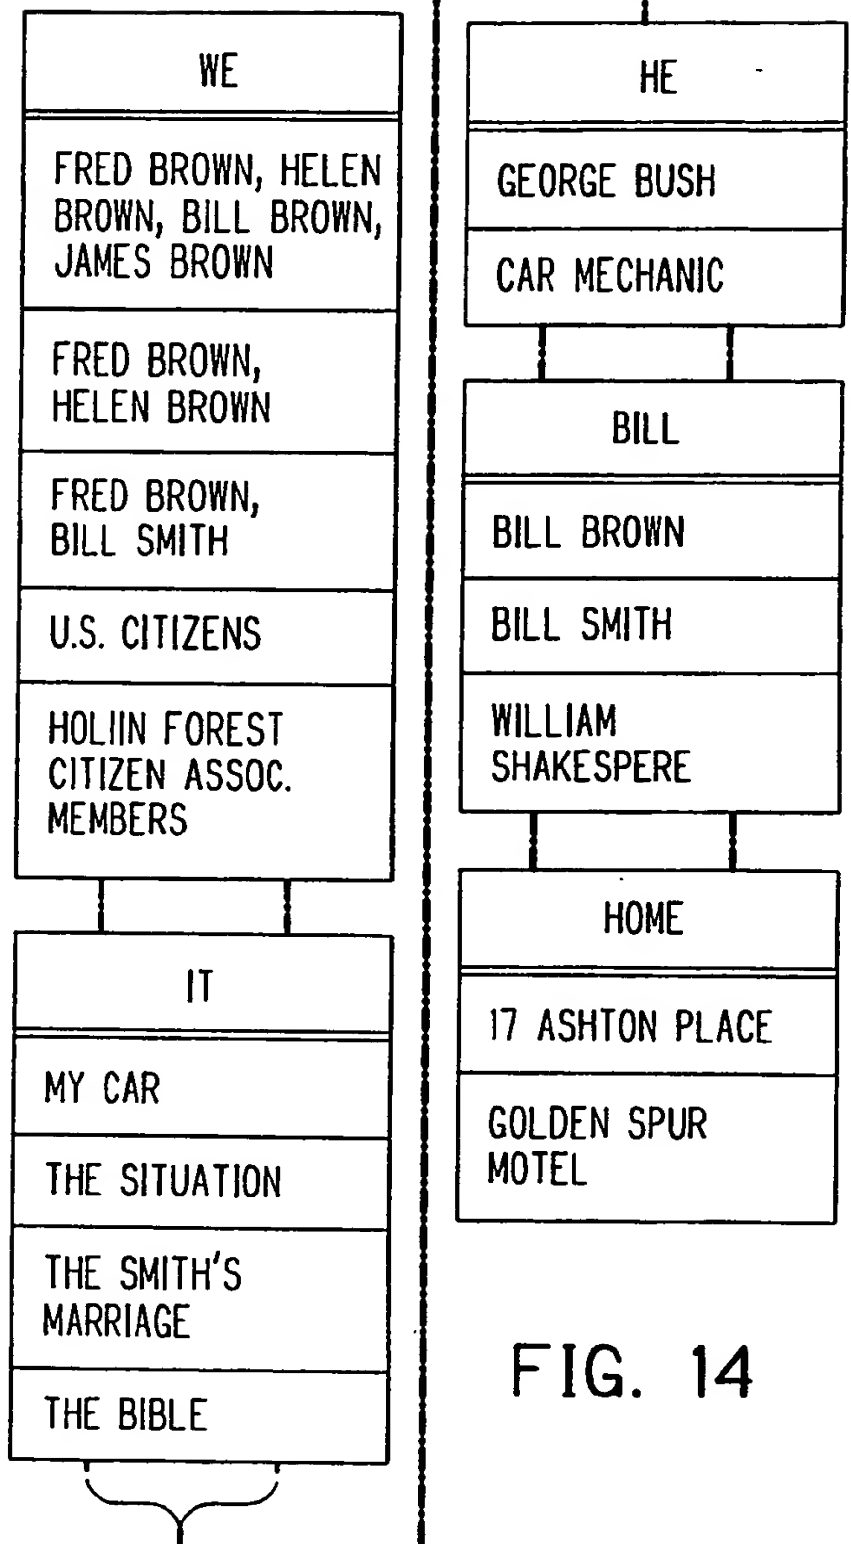 WE
FRED BROWN, HELEN
BROWN, BILL BROWN,
JAMES BROWN
FRED BROWN,
HELEN BROWN
FRED BROWN,
BILL SMITH
U.S. CITIZENS
HOLIIN FOREST
CITIZEN ASSOC.
MEMBERS
IT
MY CAR
THE SITUATION
THE SMITH'S
MARRIAGE
THE BIBLE
HE
GEORGE BUSH
CAR MECHANIC
BILL
BILL BROWN
BILL SMITH
WILLIAM
SHAKESPERE
HOME
17 ASHTON PLACE
GOLDEN SPUR
MOTEL
FIG. 14